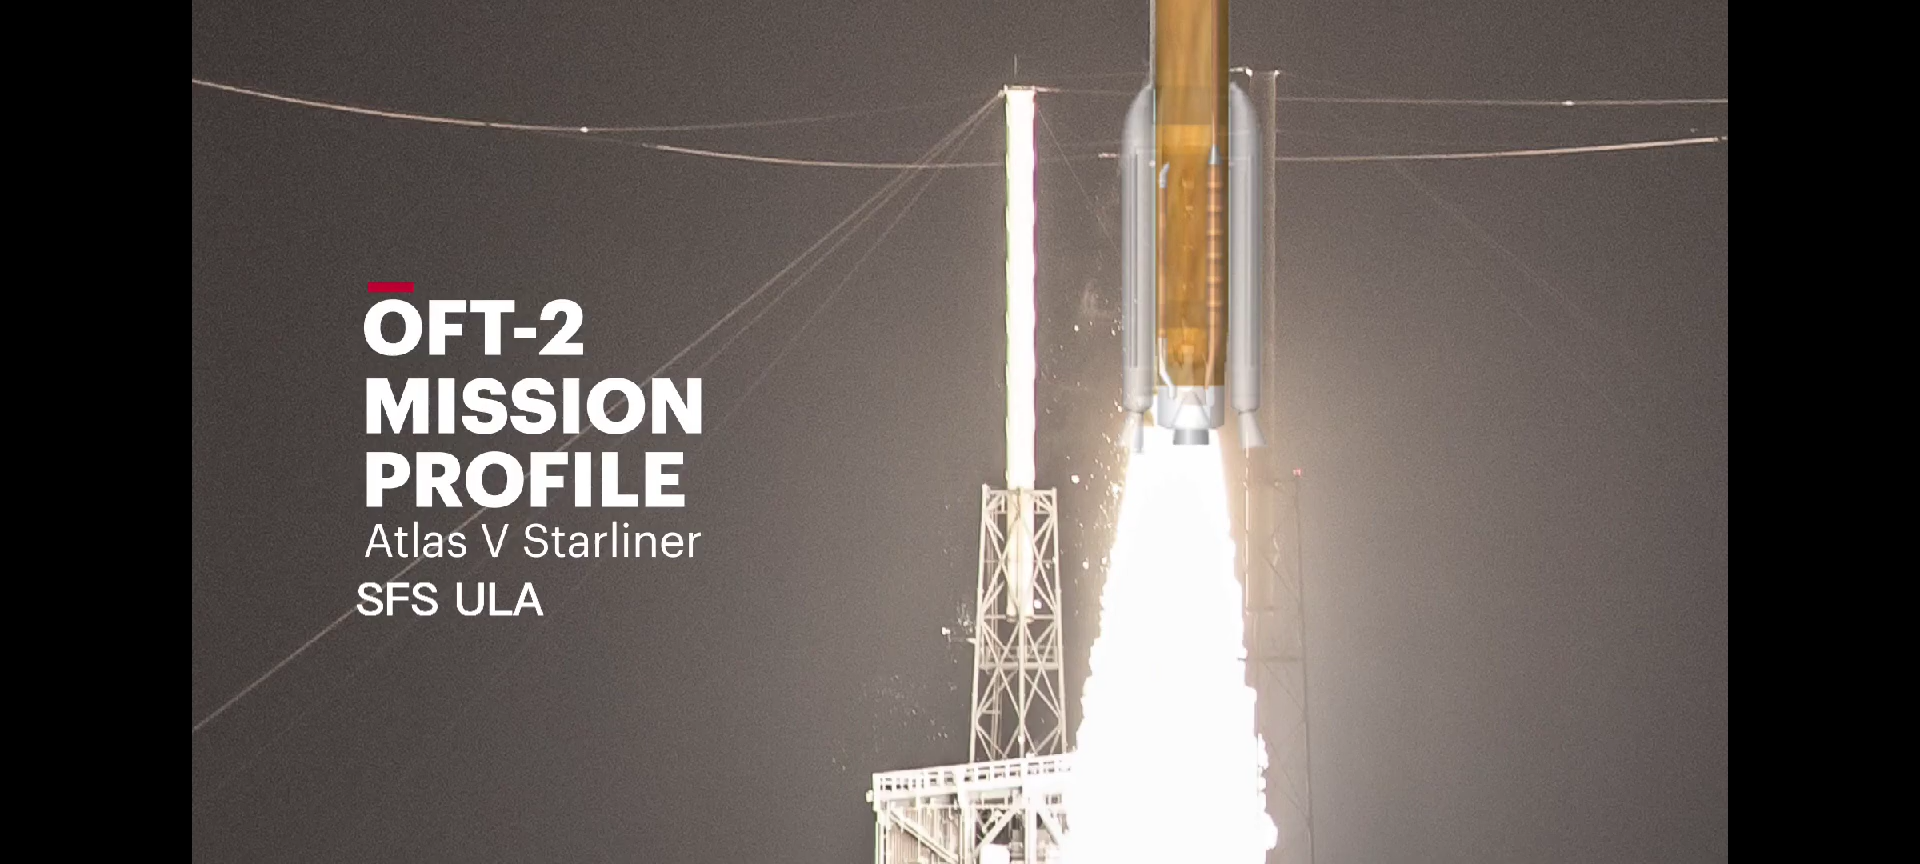 OFT-2
MISSION
PROFILE
Atlas V Starliner
SFS ULA